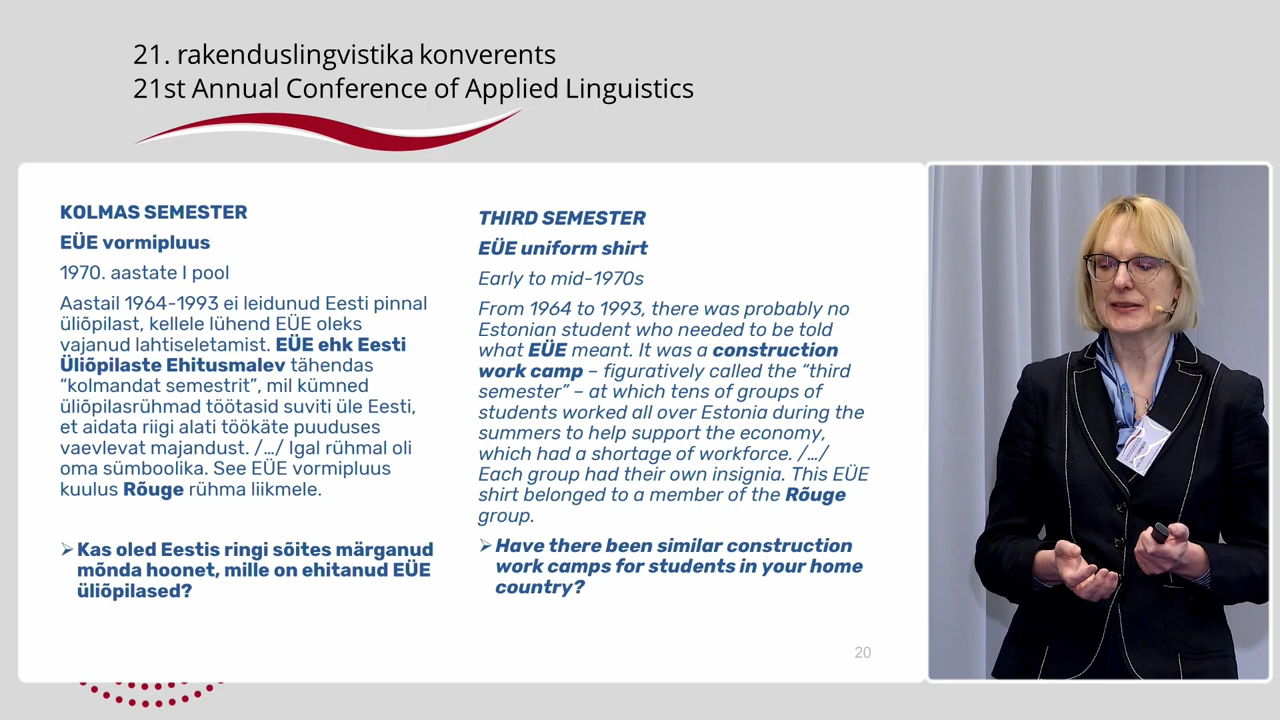 21. rakenduslingvistika konverents
21st Annual Conference of Applied Linguistics
KOLMAS SEMESTER
EÜE vormipluus
1970. aastate I pool
Aastail 1964-1993 ei leidunud Eesti pinnal
üliõpilast, kellele lühend EÜE oleks
vajanud lahtiseletamist. EÜE ehk Eesti
Üliõpilaste Ehitusmalev tähendas
“kolmandat semestrit”, mil kümned
üliõpilasrühmad töötasid suviti üle Eesti,
et aidata riigi alati töökäte puuduses
vaevlevat majandust. /…/ Igal rühmal oli
oma sümboolika. See EÜE vormipluus
kuulus Rõuge rühma liikmele.
➢Kas oled Eestis ringi sõites märganud
mõnda hoonet, mille on ehitanud EÜE
üliõpilased?
THIRD SEMESTER
EÜE uniform shirt
Early to mid-1970s
From 1964 to 1993, there was probably no
Estonian student who needed to be told
what EÜE meant. It was a construction
work camp – figuratively called the “third
semester” – at which tens of groups of
students worked all over Estonia during the
summers to help support the economy,
which had a shortage of workforce. /…/
Each group had their own insignia. This EÜE
shirt belonged to a member of the Rõuge
group.
➢Have there been similar construction
work camps for students in your home
country?
20